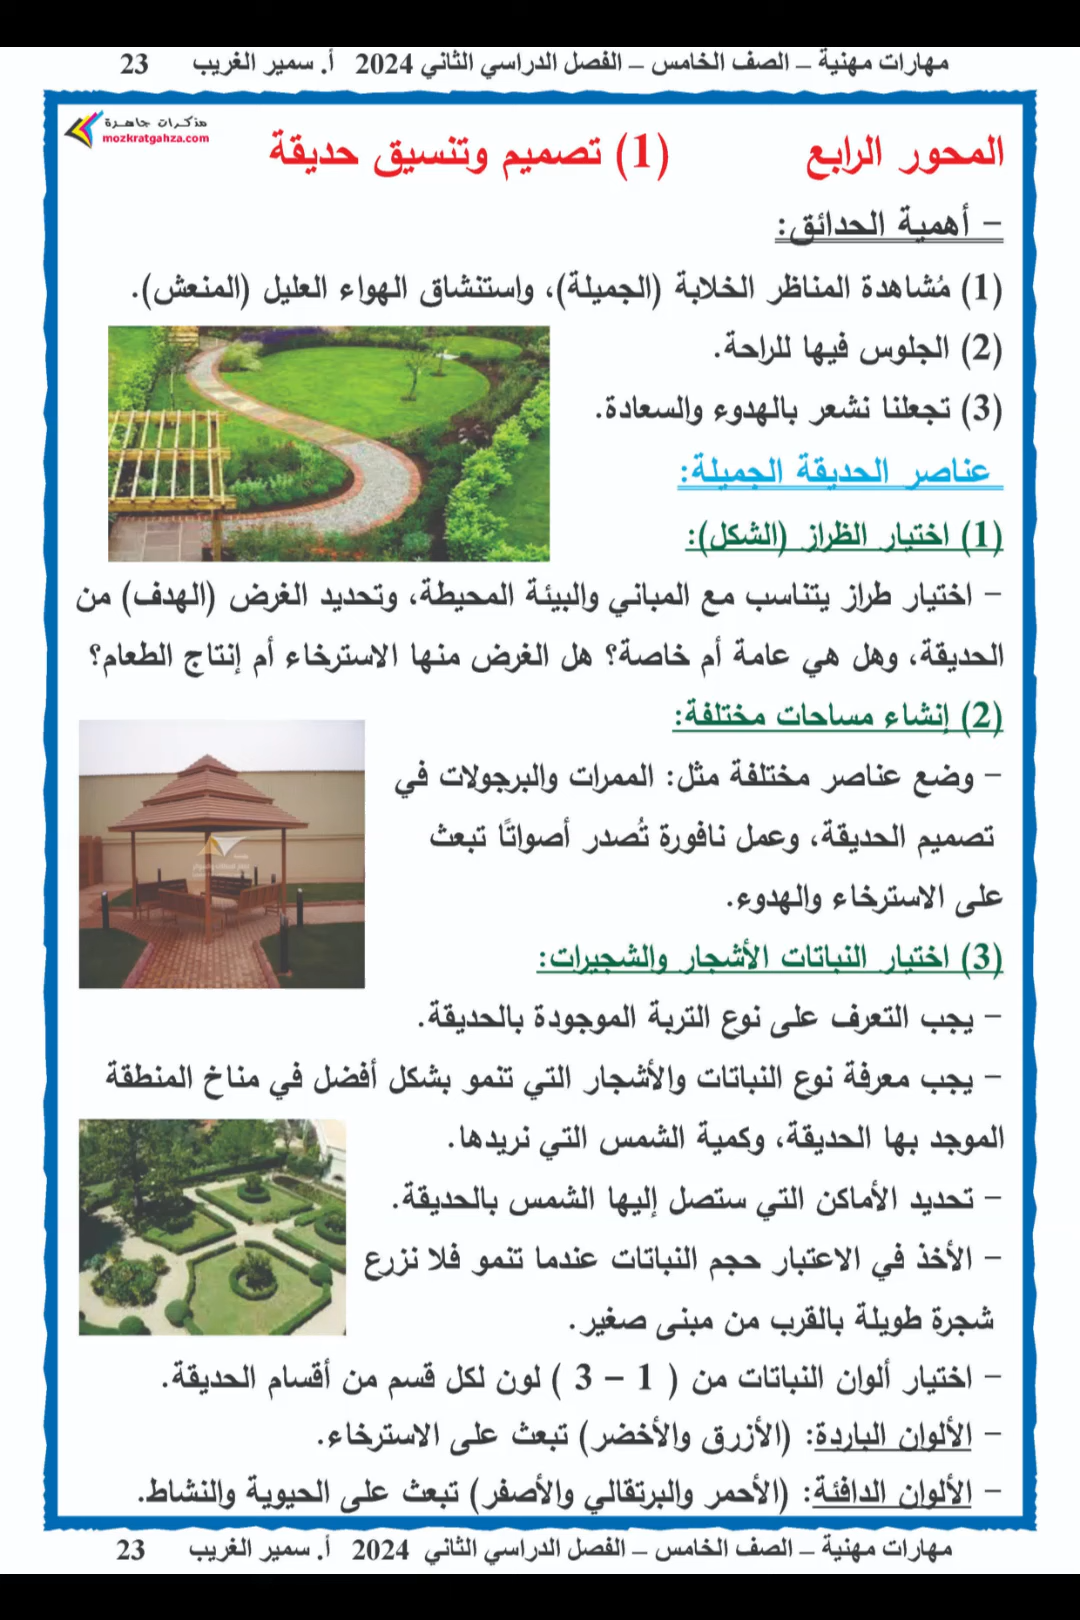 مهارات مهنية – الصف الخامس – الفصل الدراسي الثاني 2024 أ. سمير الغريب 23
مذكرات جاهزة
mozkratgahza.com
المحور الرابع (1) تصميم وتنسيق حديقة
– أهمية الحدائق:
(1) مُشاهدة المناظر الخلابة (الجميلة)، واستنشاق الهواء العليل (المنعش).
(2) الجلوس فيها للراحة.
(3) تجعلنا نشعر بالهدوء والسعادة.
عناصر الحديقة الجميلة:
(1) اختيار الظراز (الشكل):
– اختيار طراز يتناسب مع المباني والبيئة المحيطة، وتحديد الغرض (الهدف) من
الحديقة، وهل هي عامة أم خاصة؟ هل الغرض منها الاسترخاء أم إنتاج الطعام؟
(2) إنشاء مساحات مختلفة:
– وضع عناصر مختلفة مثل: الممرات والبرجولات في
تصميم الحديقة، وعمل نافورة تُصدر أصواتًا تبعث
على الاسترخاء والهدوء.
(3) اختيار النباتات الأشجار والشجيرات:
– يجب التعرف على نوع التربة الموجودة بالحديقة.
– يجب معرفة نوع النباتات والأشجار التي تنمو بشكل أفضل في مناخ المنطقة
الموجد بها الحديقة، وكمية الشمس التي نريدها.
– تحديد الأماكن التي ستصل إليها الشمس بالحديقة.
– الأخذ في الاعتبار حجم النباتات عندما تنمو فلا نزرع
شجرة طويلة بالقرب من مبنى صغير.
– اختيار ألوان النباتات من ( 1 – 3 ) لون لكل قسم من أقسام الحديقة.
– الألوان الباردة: (الأزرق والأخضر) تبعث على الاسترخاء.
– الألوان الدافئة: (الأحمر والبرتقالي والأصفر) تبعث على الحيوية والنشاط.
مهارات مهنية – الصف الخامس – الفصل الدراسي الثاني 2024 أ. سمير الغريب 23